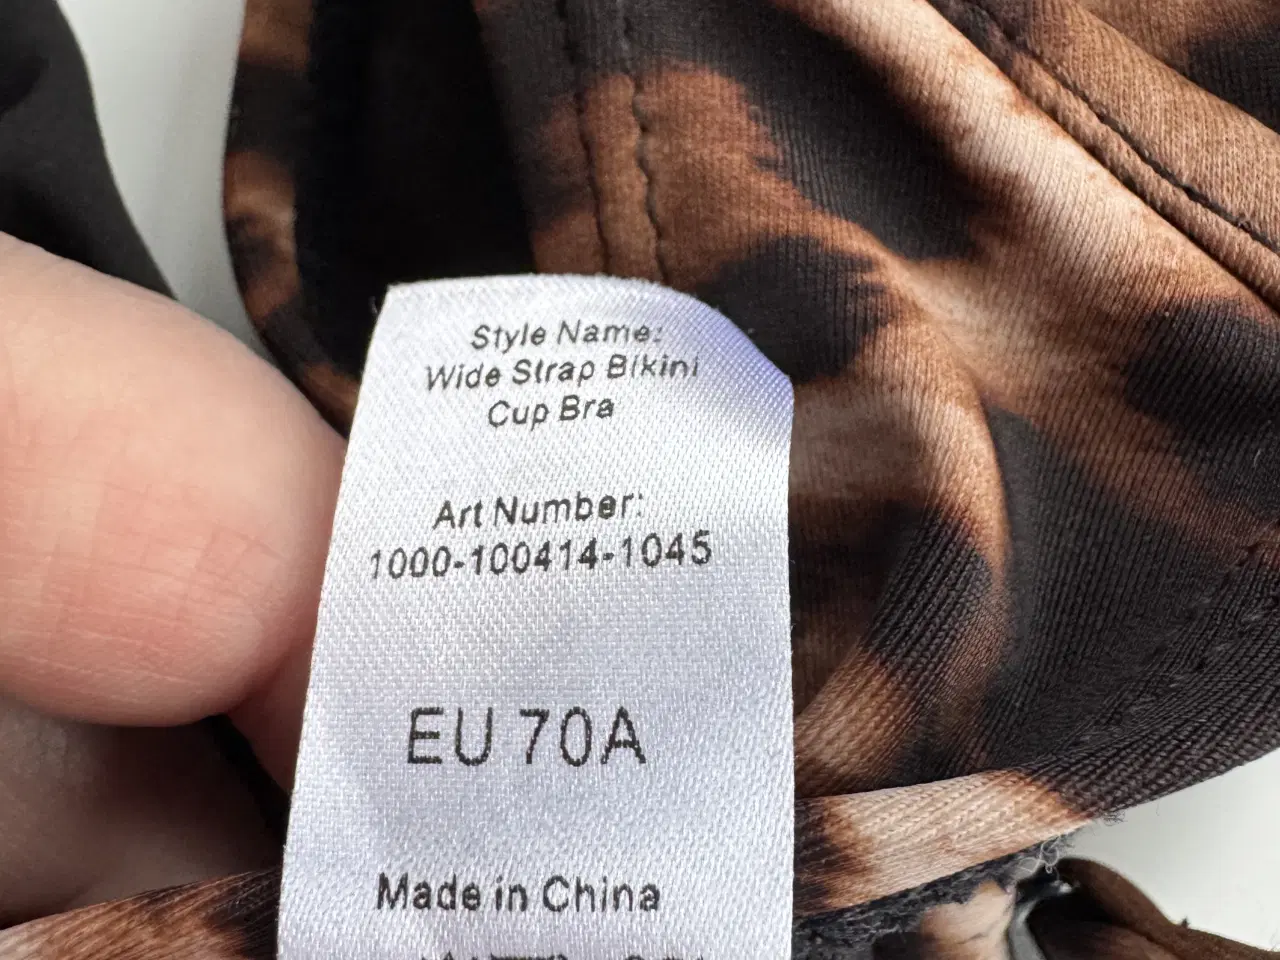 Style Name:
Wide Strap Bikini
Cup Bra
Art Number:
1000-100414-1045
EU 70A
Made in China